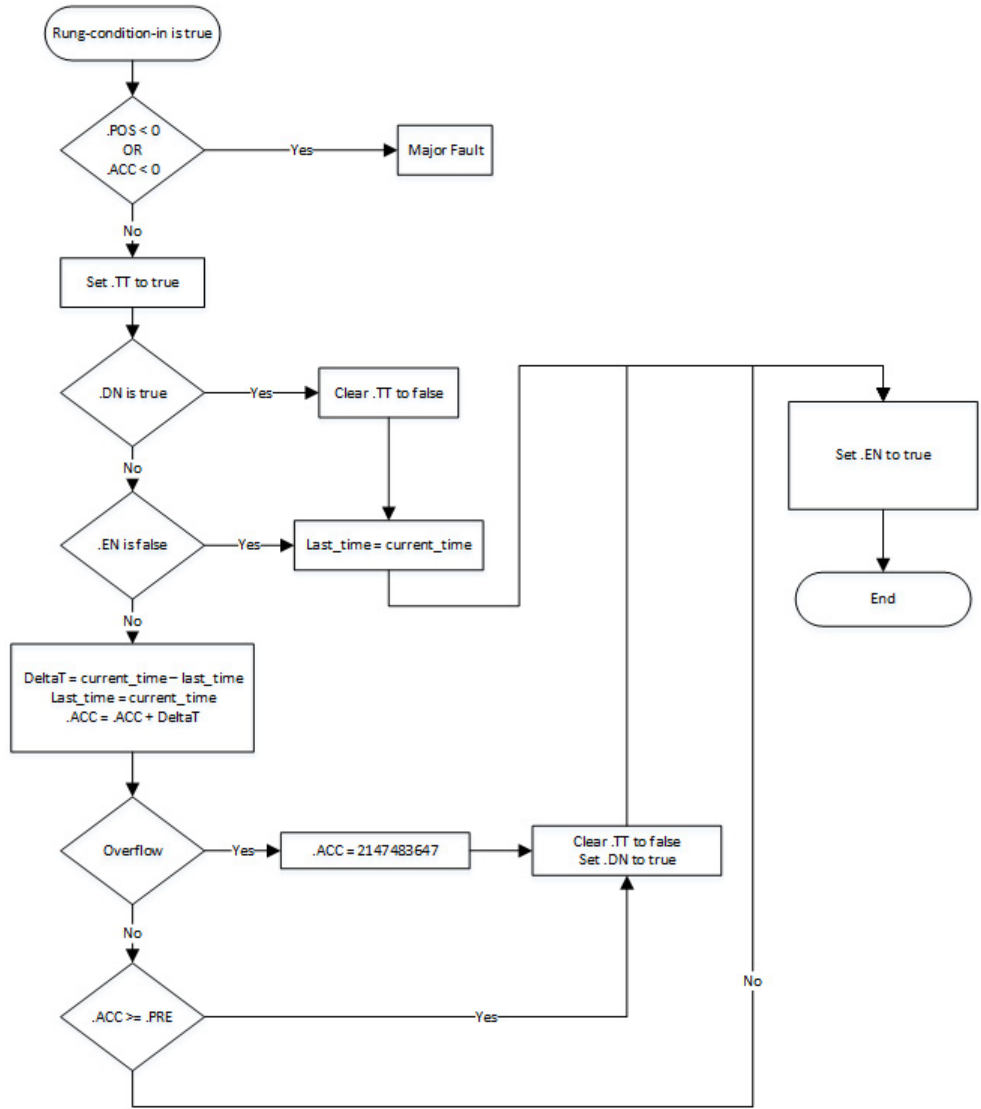 Rung-condition-in is true
.POS < 0
OR
.ACC < 0
Yes
Major Fault
No
Set .TT to true
.DN is true
Yes
Clear .TT to false
No
Set .EN to true
.EN is false
Yes
Last_time = current_time
End
No
DeltaT = current_time – last_time
Last_time = current_time
.ACC = .ACC + DeltaT
Overflow
Yes
.ACC = 2147483647
Clear .TT to false
Set .DN to true
No
.ACC >= .PRE
Yes
No